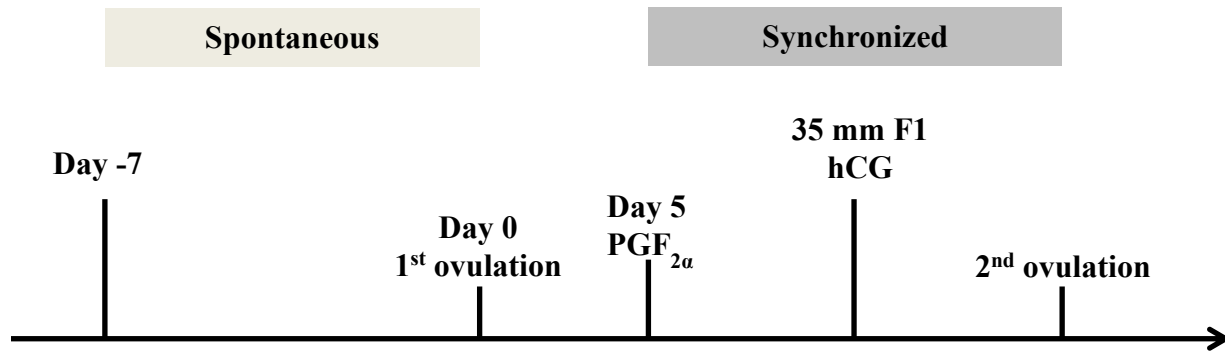 Spontaneous
Synchronized
Day -7
Day 0
1st ovulation
Day 5
PGF2α
35 mm F1
hCG
2nd ovulation